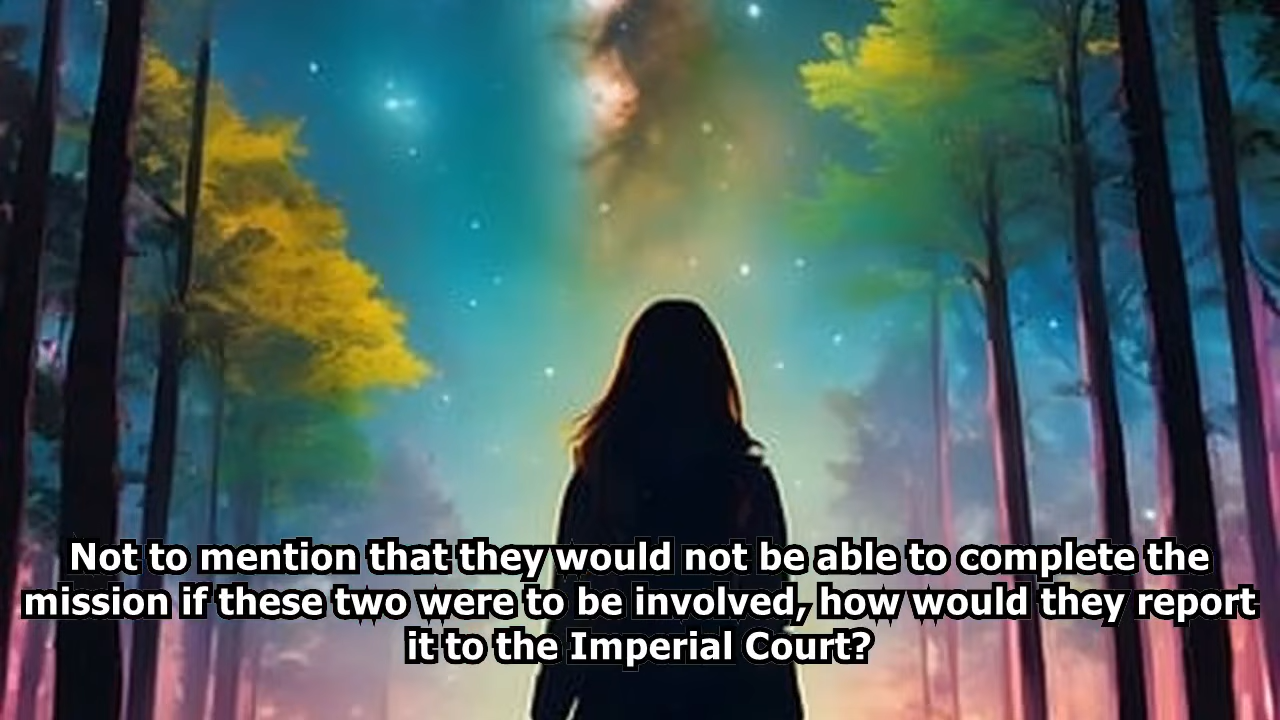 Not to mention that they would not be able to complete the
mission if these two were to be involved, how would they report
it to the Imperial Court?